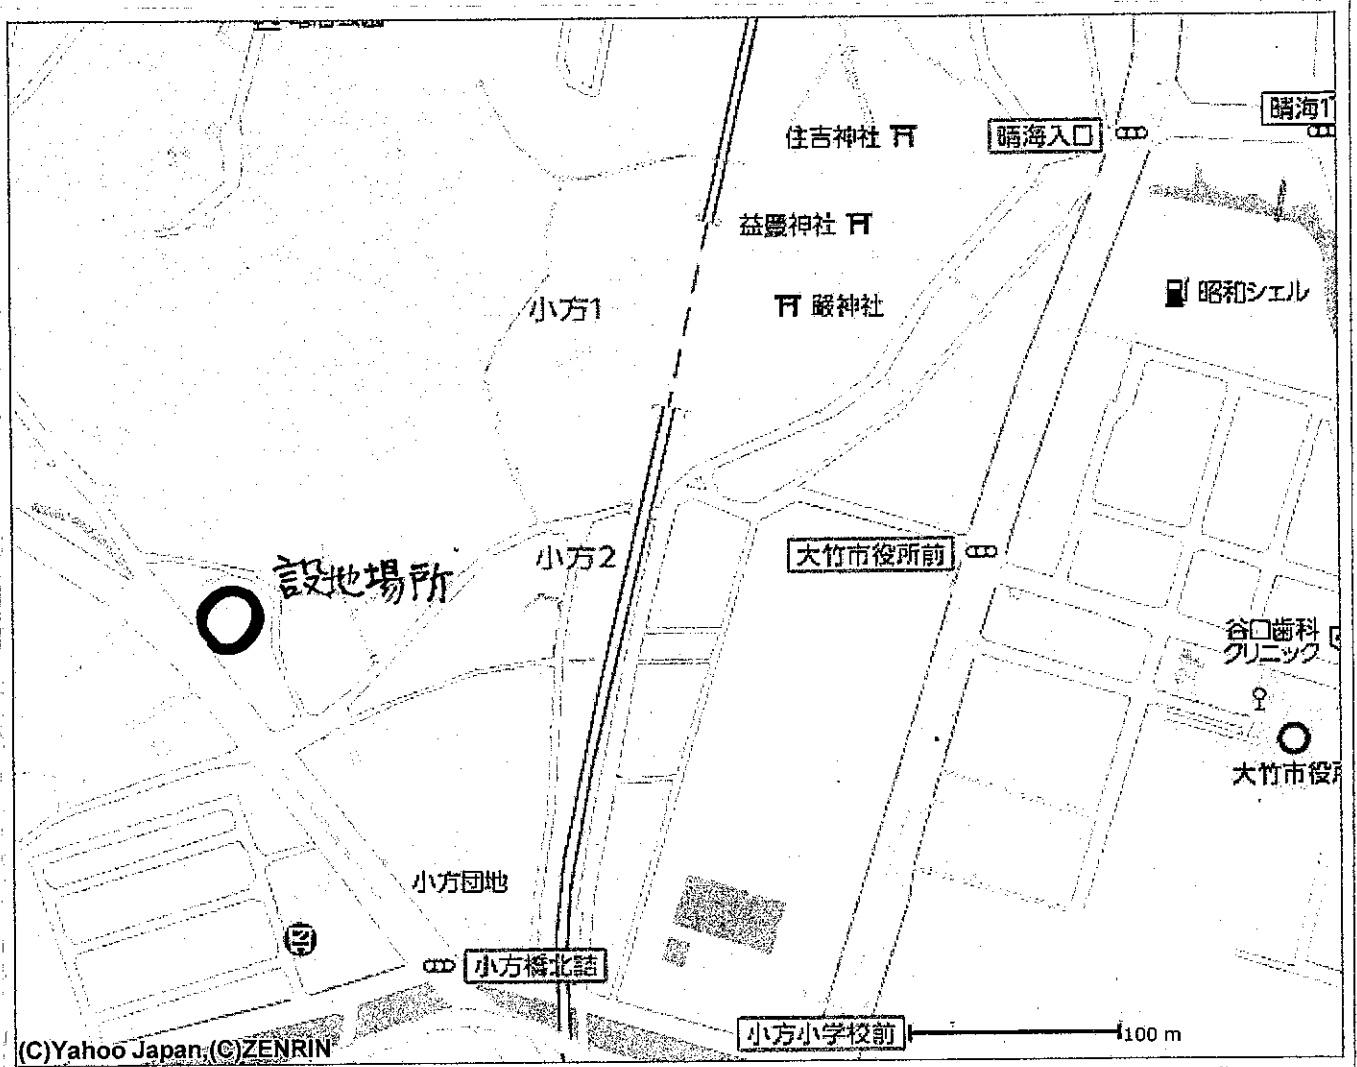 住吉神社
晴海入口
晴海1
益慶神社
小方1
厳神社
昭和シェル
設地場所
小方2
大竹市役所前
谷口歯科
クリニック
大竹市役
小方団地
小方橋北詰
小方小学校前
100 m
(C)Yahoo Japan,(C)ZENRIN